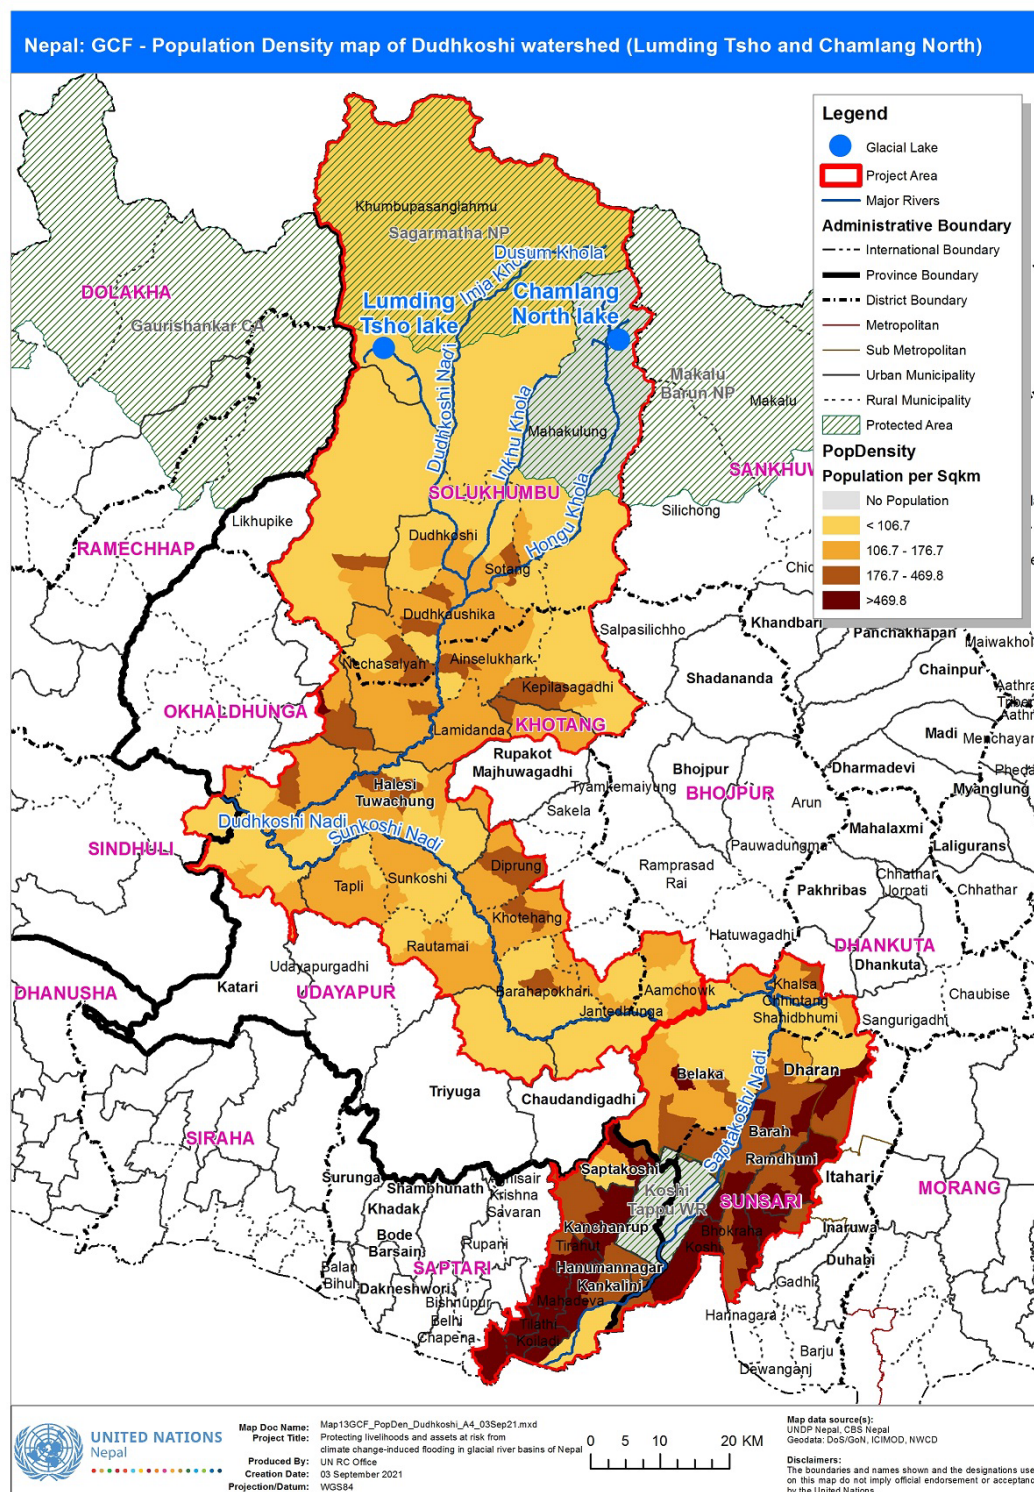 Nepal: GCF - Population Density map of Dudhkoshi watershed (Lumding Tsho and Chamlang North)
Legend
Glacial Lake
Project Area
Major Rivers
Administrative Boundary
International Boundary
Province Boundary
District Boundary
Metropolitan
Sub Metropolitan
Urban Municipality
Rural Municipality
Protected Area
PopDensity
Population per Sqkm
No Population
< 106.7
106.7 - 176.7
176.7 - 469.8
>469.8
Khumbupasanglahmu
Sagarmatha NP
Dusum Khola
Imja Kho
DOLAKHA
Gaurishankar CA
Lumding
Tsho lake
Chamlang
North lake
Makalu
Barun NP
Makalu
Dudhkoshi Nadi
Inkhu Khola
Mahakulung
Hongu Khola
SOLUKHUMBU
SANKHUW
Silichong
Likhupike
RAMECHHAP
Dudhkoshi
Sotang
Chic
Dudhkaushika
Salpasilichho
Khandbari
Panchakhapan
Maiwakhol
Nechasalyan
Ainselukhark
Kepilasagadhi
Shadananda
Chainpur
Aathra
Tribe
Aathr
OKHALDHUNGA
Lamidanda
KHOTANG
Madi
Menchayar
Rupakot
Majhuwagadhi
Bhojpur
Dharmadevi
Phed
Myanglung
Halesi
Tuwachung
Tyamkemaiyung
BHOJPUR
Arun
Sakela
Mahalaxmi
Dudhkoshi Nadi
Sunkoshi Nadi
SINDHULI
Pauwadungma
Laligurans
Diprung
Ramprasad
Rai
Chhathar
Jorpati
Pakhribas
Chhathar
Tapli
Sunkoshi
Khotehang
Rautamai
Hatuwagadhi
DHANKUTA
Dhankuta
Udayapurgadhi
Katari
UDAYAPUR
DHANUSHA
Barahapokhari
Aamchowk
Khalsa
Chhintang
Shahidbhumi
Chaubise
Jantedhunga
Sangurigadhi
Triyuga
Chaudandigadhi
Belaka
Dharan
Saptakoshi Nadi
SIRAHA
Barah
Ramdhuni
Saptakoshi
Koshi
Tappu WR
SUNSARI
Itahari
MORANG
Surunga
Shambhunath
Krishna
Savaran
Khadak
Kanchanrup
Bhokraha
Koshi
Inaruwa
Bode
Barsain
Rupani
Tirahut
Duhabi
Balan
Bihul
SAPTARI
Hanumannagar
Kankalini
Gadhi
Dakneshwori
Bishnupur
Mahadeva
Harinagara
Belhi
Chapena
Tilathi
Koiladi
Barju
Dewanganj
UNITED NATIONS
Nepal
Map Doc Name: Map13GCF_PopDen_Dudhkoshi_A4_03Sep21.mxd
Project Title: Protecting livelihoods and assets at risk from
climate change-induced flooding in glacial river basins of Nepal
Produced By: UN RC Office
Creation Date: 03 September 2021
Projection/Datum: WGS84
0 5 10 20 KM
Map data source(s):
UNDP Nepal, CBS Nepal
Geodata: DoS/GoN, ICIMOD, NWCD
Disclaimers:
The boundaries and names shown and the designations use
on this map do not imply official endorsement or acceptanc
by the United Nations.